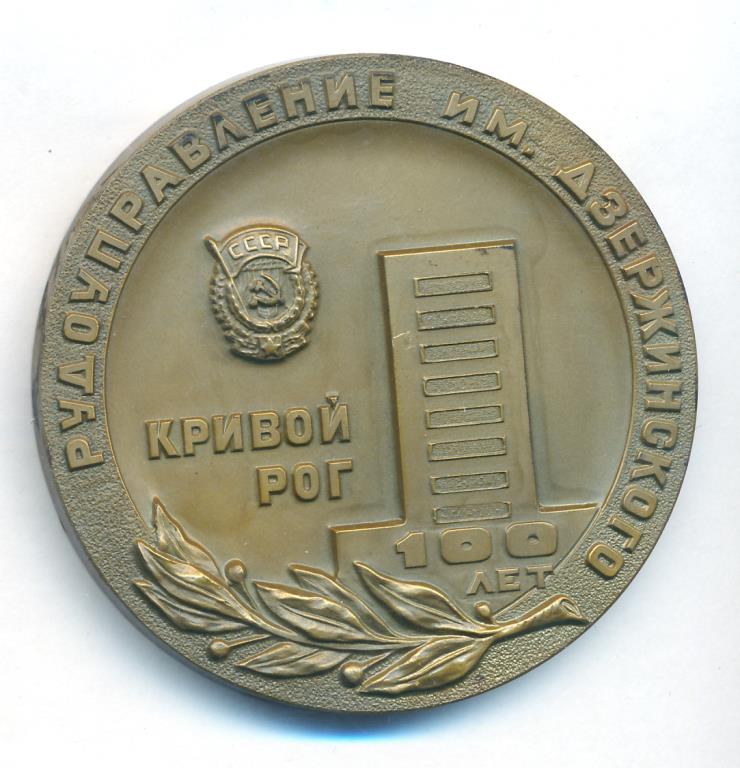 РУДОУПРАВЛЕНИЕ ИМ. ДЗЕРЖИНСКОГО
СССР
КРИВОЙ
РОГ
100
ЛЕТ